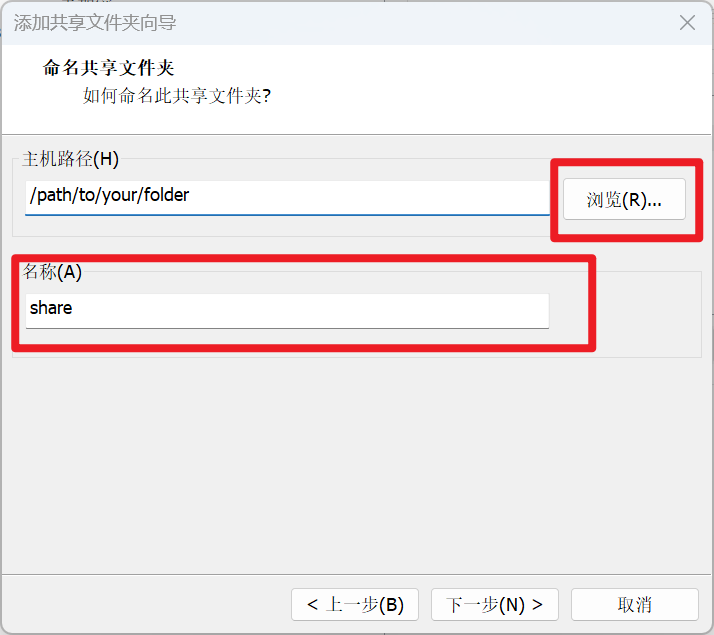 添加共享文件夹向导
命名共享文件夹
如何命名此共享文件夹?
主机路径(H)
/path/to/your/folder
浏览(R)...
名称(A)
share
< 上一步(B)
下一步(N) >
取消